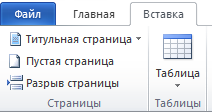 Файл Главная Вставка
Титульная страница
Пустая страница
Разрыв страницы
Страницы
Таблица
Таблицы